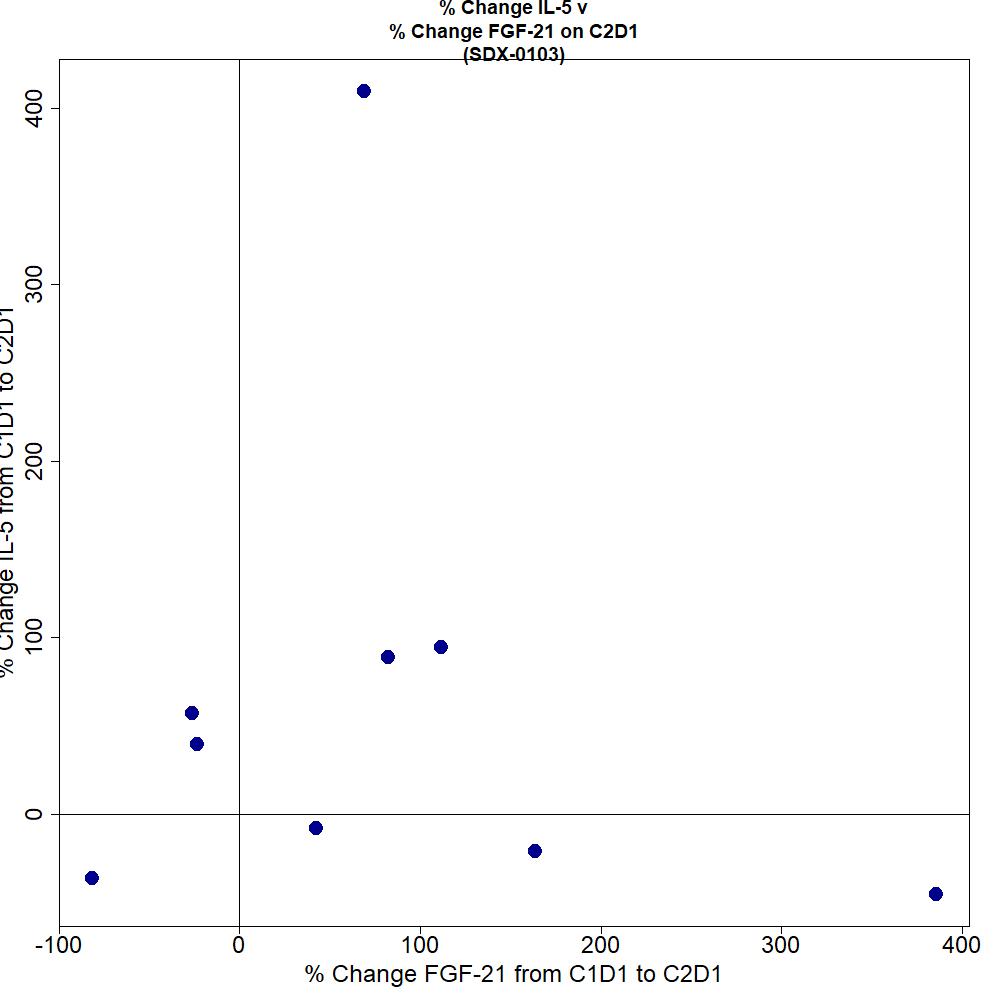 % Change IL-5 v
% Change FGF-21 on C2D1
(SDX-0103)
% Change IL-5 from C1D1 to C2D1
400
300
200
100
0
-100
0
100
200
300
400
% Change FGF-21 from C1D1 to C2D1